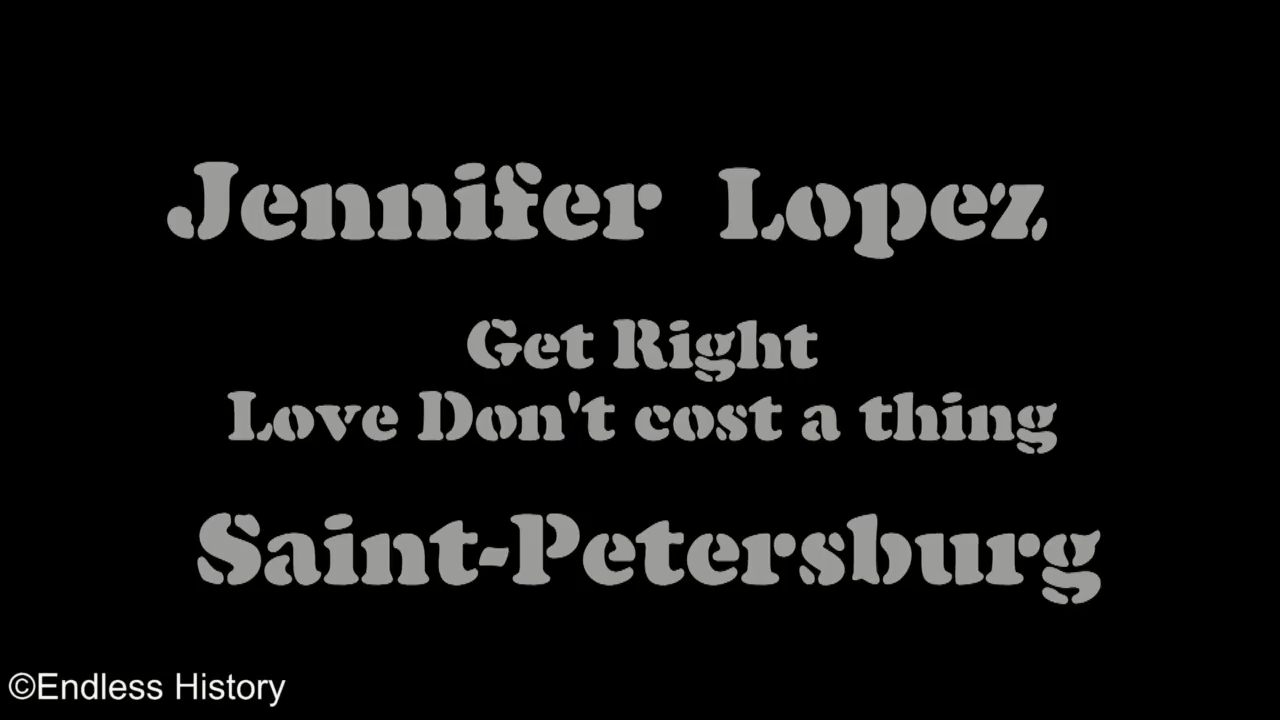 Jennifer Lopez
Get Right
Love Don't cost a thing
Saint-Petersburg
©Endless History